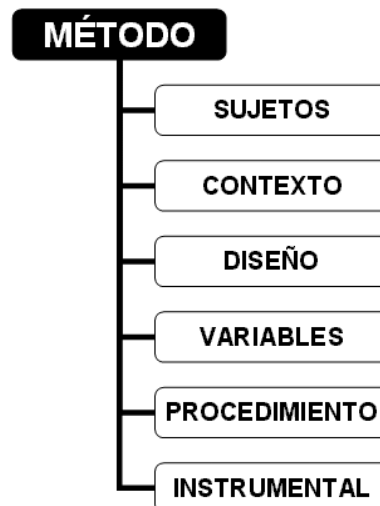 MÉTODO
SUJETOS
CONTEXTO
DISEÑO
VARIABLES
PROCEDIMIENTO
INSTRUMENTAL